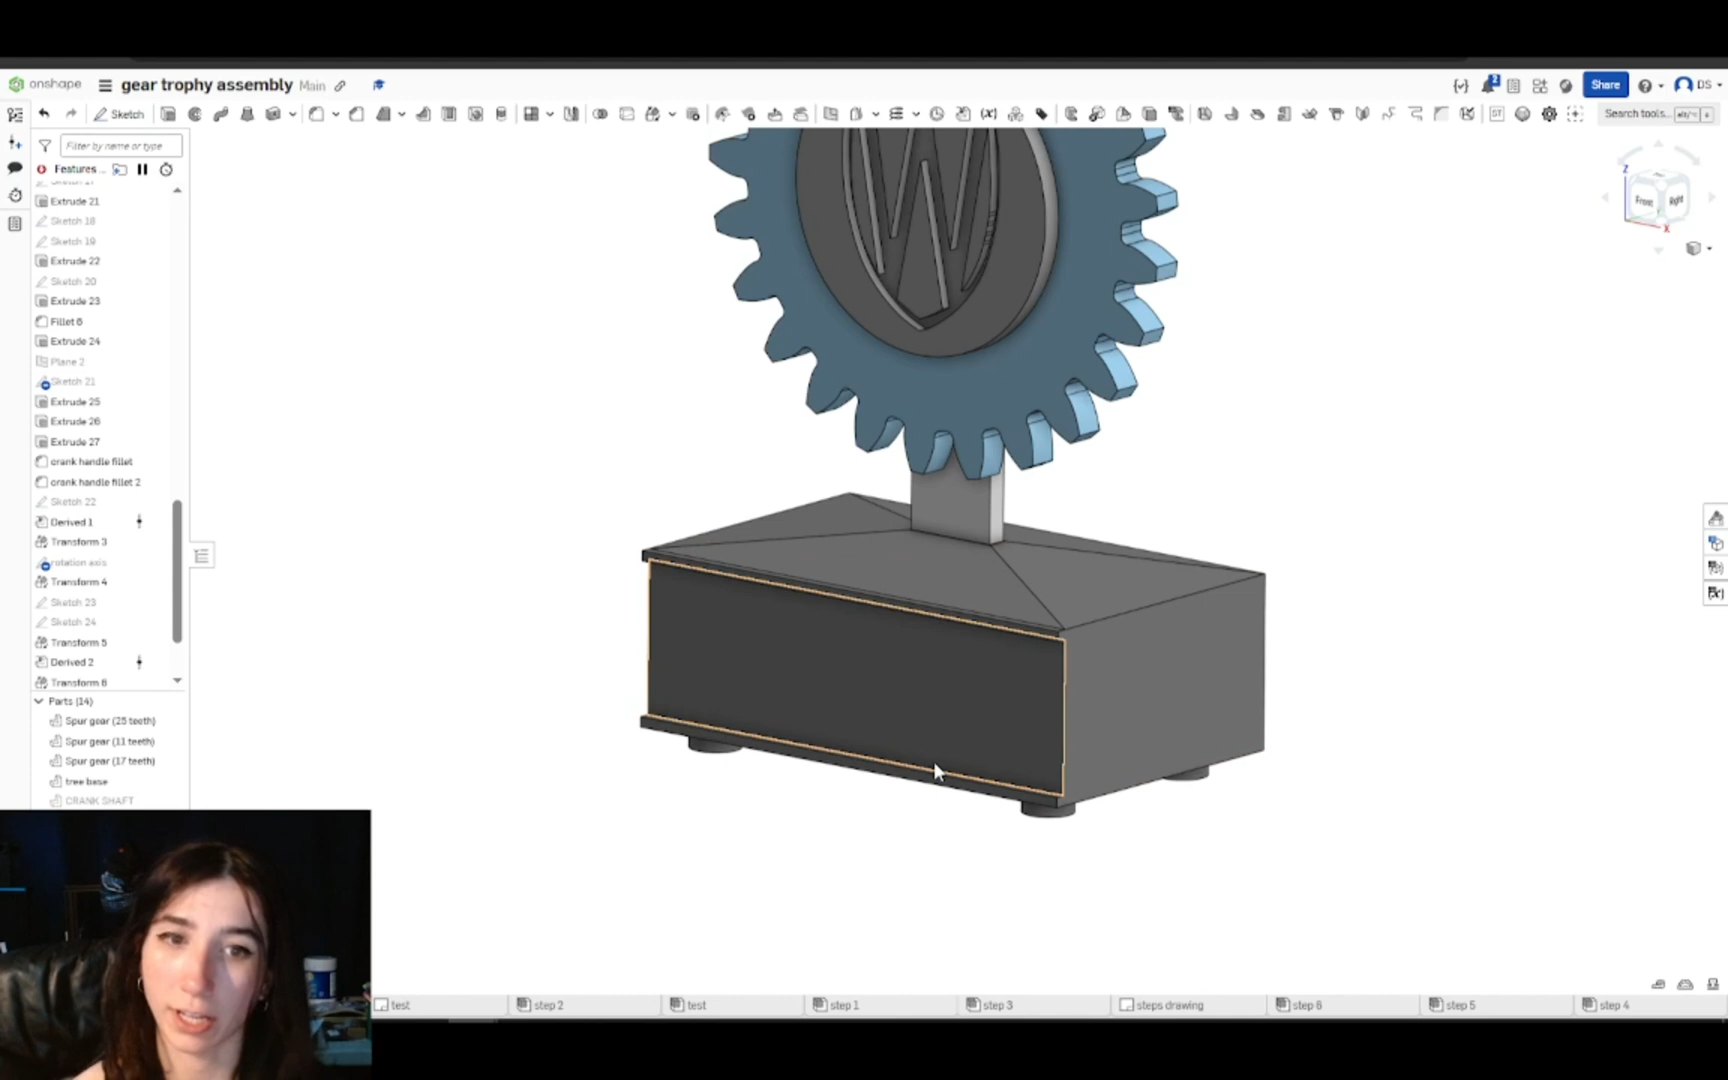 onshape gear trophy assembly Main Share DS
Sketch Search tools...
Filter by name or type
Features ...
Extrude 21
Sketch 18
Sketch 19
Extrude 22
Sketch 20
Extrude 23
Fillet 6
Extrude 24
Plane 2
Sketch 21
Extrude 25
Extrude 26
Extrude 27
crank handle fillet
crank handle fillet 2
Sketch 22
Derived 1
Transform 3
rotation axis
Transform 4
Sketch 23
Sketch 24
Transform 5
Derived 2
Transform 6
Parts (14)
Spur gear (25 teeth)
Spur gear (11 teeth)
Spur gear (17 teeth)
tree base
CRANK SHAFT
W
Z
Front Right
X
test step 2 test step 1 step 3 steps drawing step 6 step 5 step 4